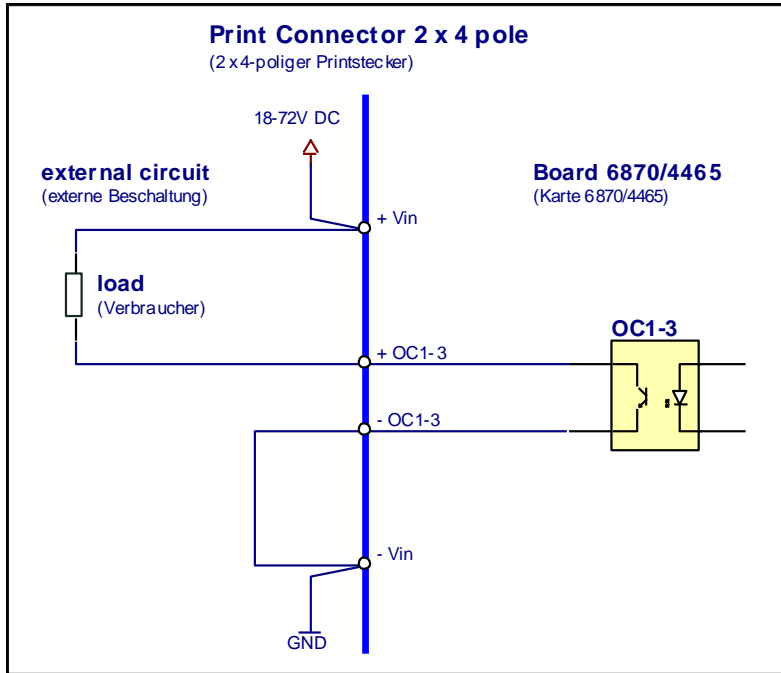 Print Connector 2 x 4 pole
(2 x 4-poliger Printstecker)
18-72V DC
external circuit
(externe Beschaltung)
Board 6870/4465
(Karte 6870/4465)
+ Vin
load
(Verbraucher)
OC1-3
+ OC1-3
- OC1-3
- Vin
GND